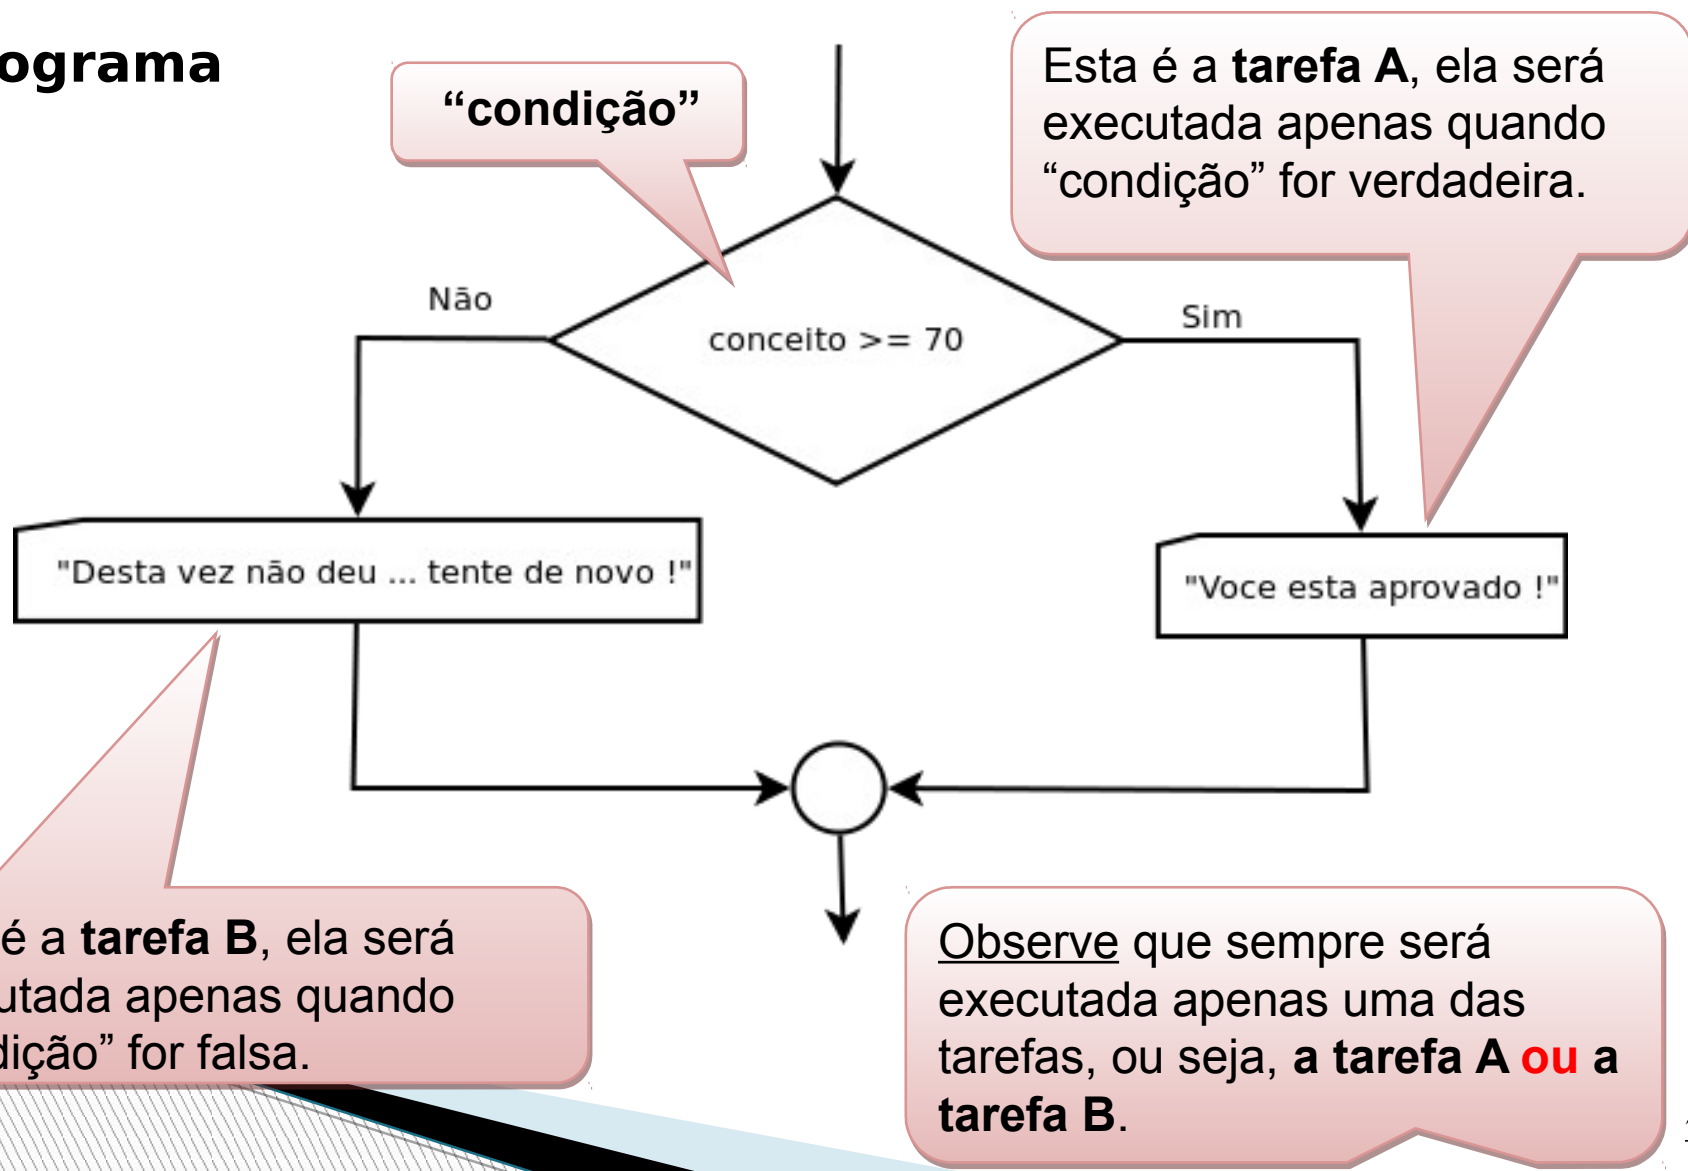 ograma
“condição”
Esta é a tarefa A, ela será
executada apenas quando
“condição” for verdadeira.
Não
Sim
conceito >= 70
"Desta vez não deu ... tente de novo !"
"Voce esta aprovado !"
é a tarefa B, ela será
utada apenas quando
dição” for falsa.
Observe que sempre será
executada apenas uma das
tarefas, ou seja, a tarefa A ou a
tarefa B.